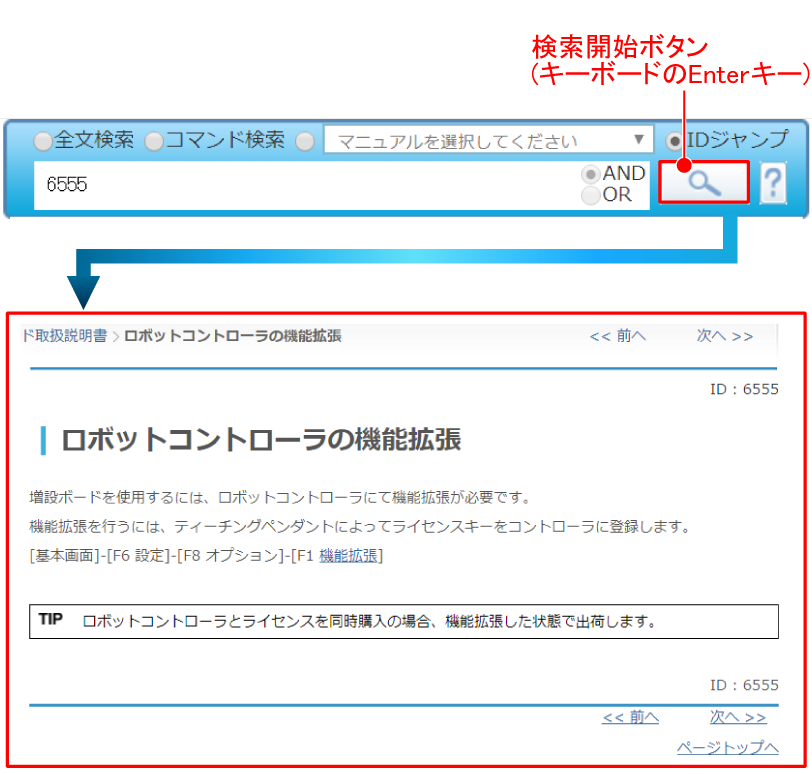 検索開始ボタン
(キーボードのEnterキー)
全文検索 コマンド検索 マニュアルを選択してください ▼ IDジャンプ
6555
AND
OR
?
ド取扱説明書 > ロボットコントローラの機能拡張 << 前へ 次へ >>
ID : 6555
ロボットコントローラの機能拡張
増設ボードを使用するには、ロボットコントローラにて機能拡張が必要です。
機能拡張を行うには、ティーチングペンダントによってライセンスキーをコントローラに登録します。
[基本画面]-[F6 設定]-[F8 オプション]-[F1 機能拡張]
TIP ロボットコントローラとライセンスを同時購入の場合、機能拡張した状態で出荷します。
ID : 6555
<< 前へ 次へ >>
ページトップへ